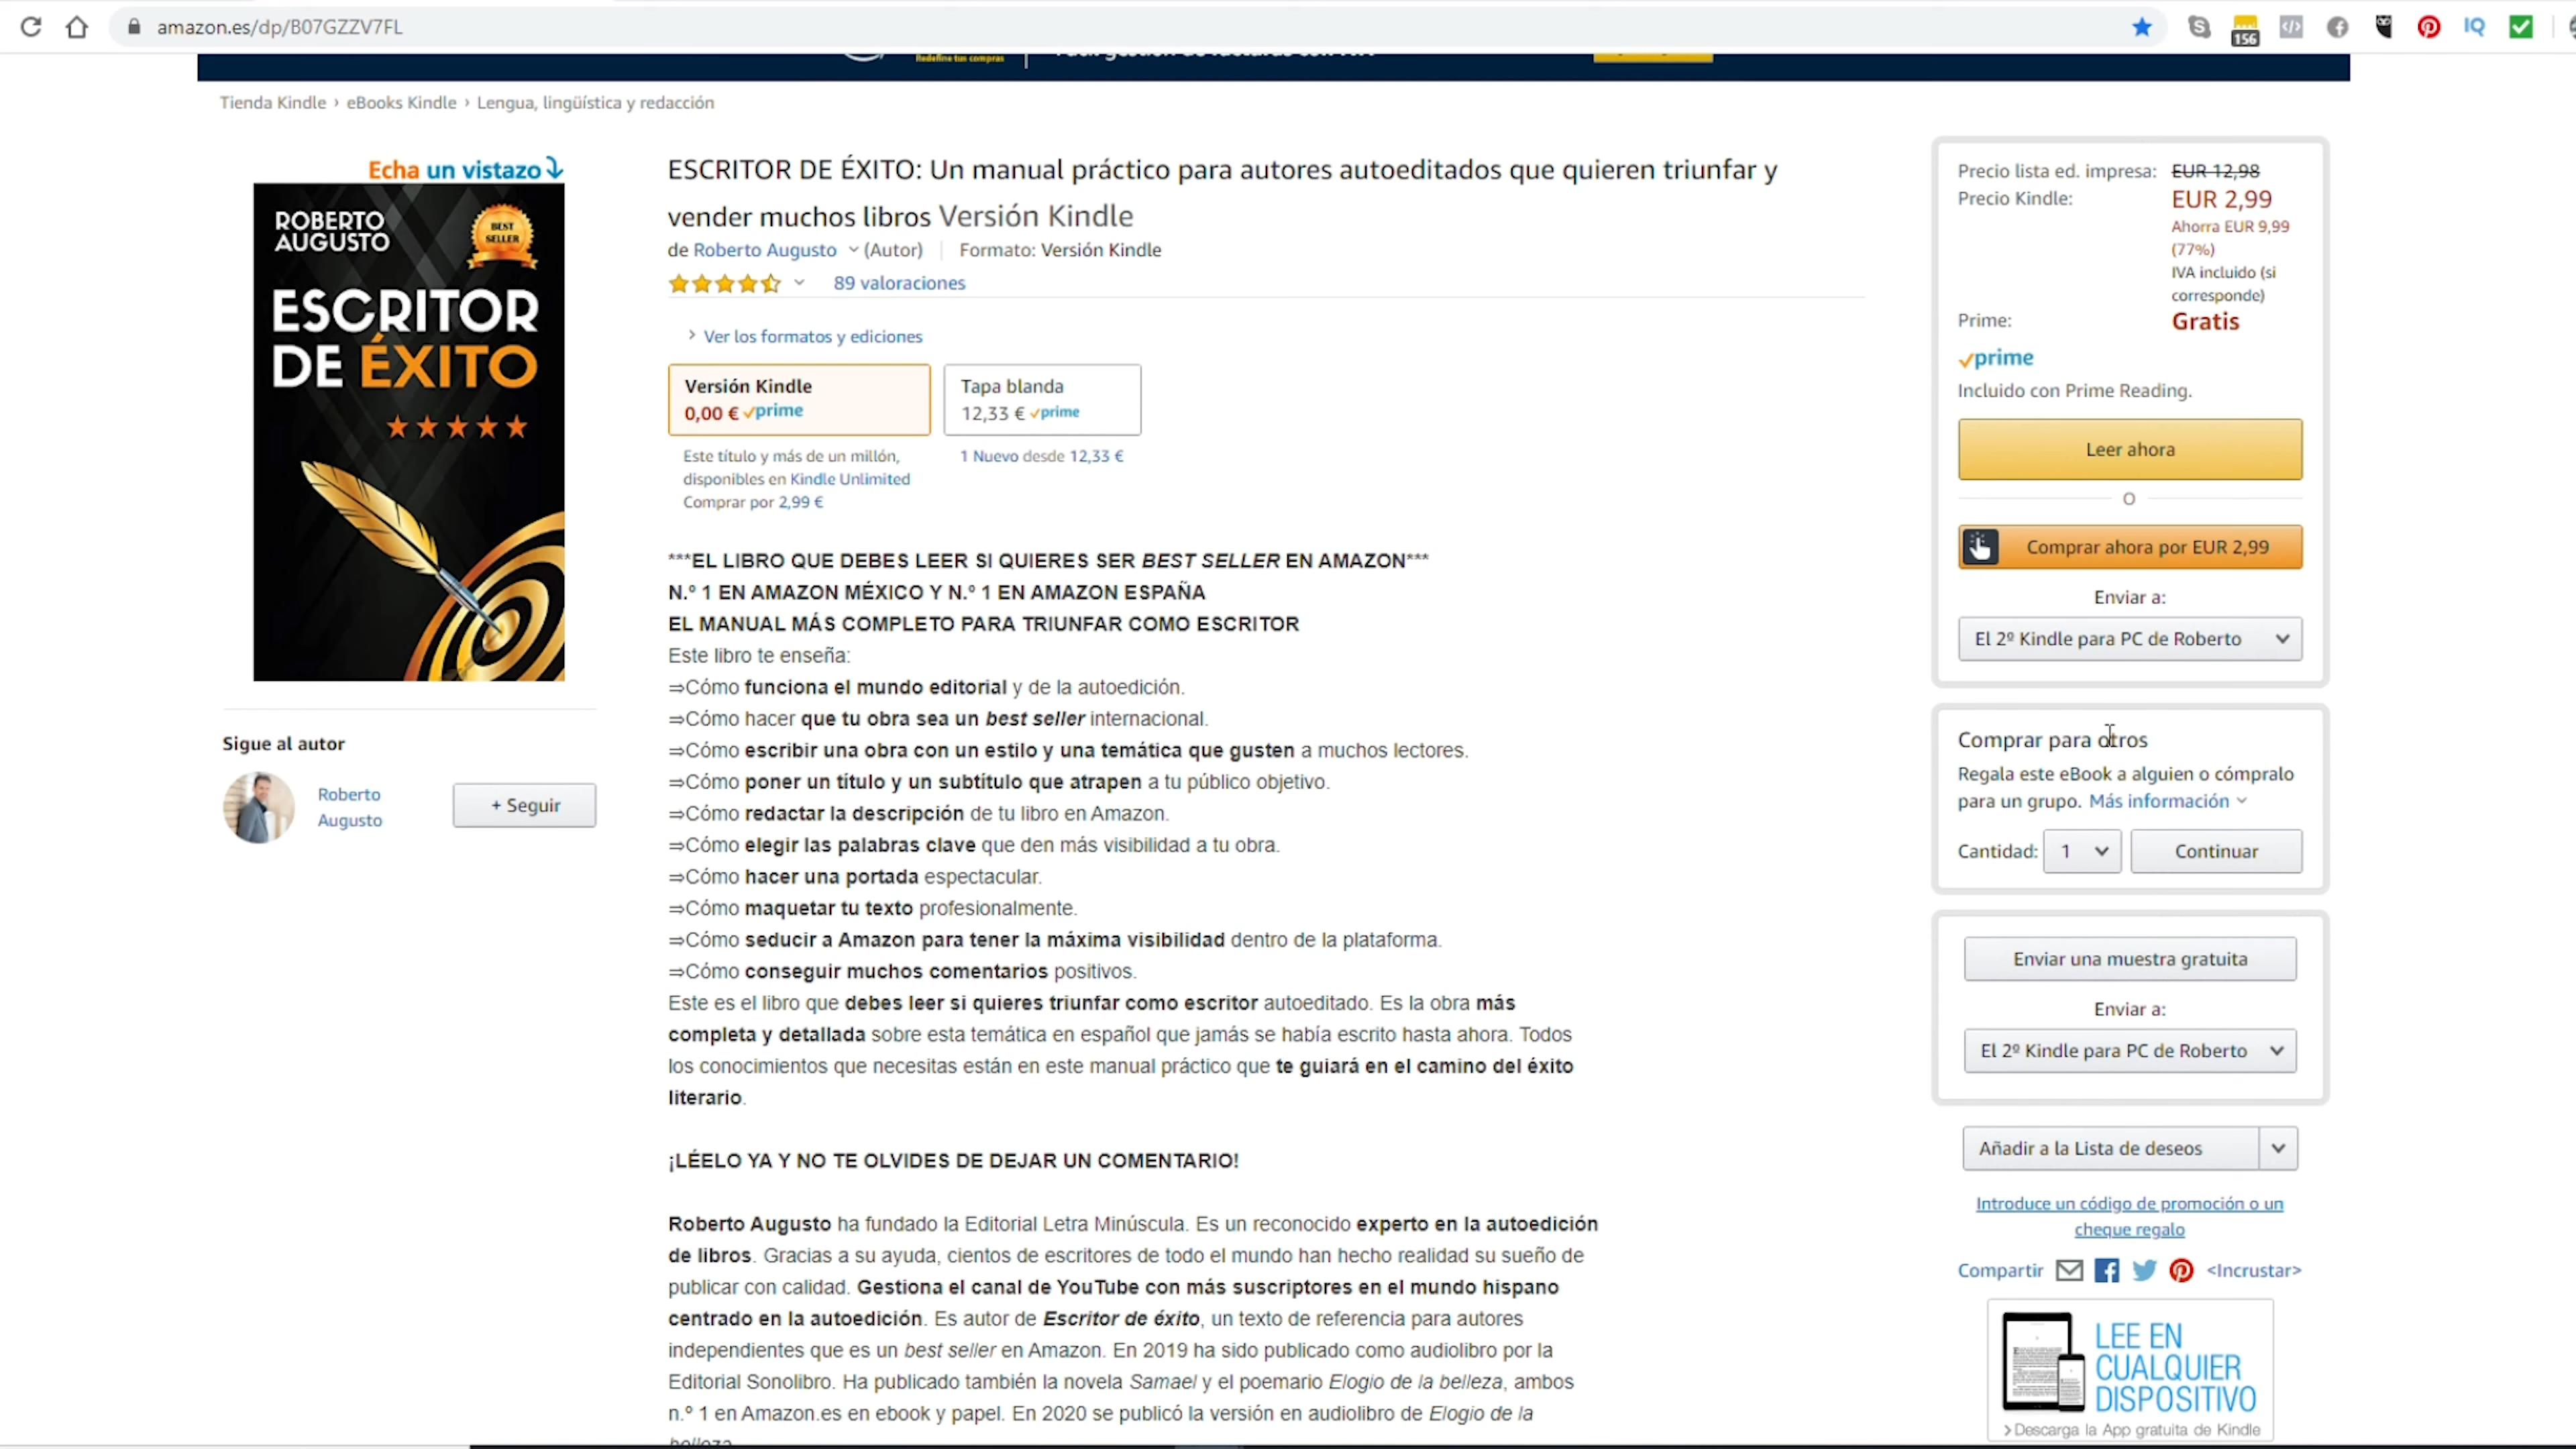 amazon.es/dp/B07GZZV7FL
156
IQ
Redefine tus compras
Tienda Kindle › eBooks Kindle › Lengua, lingüística y redacción
Echa un vistazo
ROBERTO
AUGUSTO
BEST
SELLER
ESCRITOR
DE ÉXITO
Sigue al autor
Roberto
Augusto
+ Seguir
ESCRITOR DE ÉXITO: Un manual práctico para autores autoeditados que quieren triunfar y
vender muchos libros Versión Kindle
de Roberto Augusto (Autor) | Formato: Versión Kindle
89 valoraciones
› Ver los formatos y ediciones
Versión Kindle
0,00 € prime
Tapa blanda
12,33 € prime
Este título y más de un millón,
disponibles en Kindle Unlimited
Comprar por 2,99 €
1 Nuevo desde 12,33 €
***EL LIBRO QUE DEBES LEER SI QUIERES SER BEST SELLER EN AMAZON***
N.º 1 EN AMAZON MÉXICO Y N.º 1 EN AMAZON ESPAÑA
EL MANUAL MÁS COMPLETO PARA TRIUNFAR COMO ESCRITOR
Este libro te enseña:
⇒Cómo funciona el mundo editorial y de la autoedición.
⇒Cómo hacer que tu obra sea un best seller internacional.
⇒Cómo escribir una obra con un estilo y una temática que gusten a muchos lectores.
⇒Cómo poner un título y un subtítulo que atrapen a tu público objetivo.
⇒Cómo redactar la descripción de tu libro en Amazon.
⇒Cómo elegir las palabras clave que den más visibilidad a tu obra.
⇒Cómo hacer una portada espectacular.
⇒Cómo maquetar tu texto profesionalmente.
⇒Cómo seducir a Amazon para tener la máxima visibilidad dentro de la plataforma.
⇒Cómo conseguir muchos comentarios positivos.
Este es el libro que debes leer si quieres triunfar como escritor autoeditado. Es la obra más
completa y detallada sobre esta temática en español que jamás se había escrito hasta ahora. Todos
los conocimientos que necesitas están en este manual práctico que te guiará en el camino del éxito
literario.
¡LÉELO YA Y NO TE OLVIDES DE DEJAR UN COMENTARIO!
Roberto Augusto ha fundado la Editorial Letra Minúscula. Es un reconocido experto en la autoedición
de libros. Gracias a su ayuda, cientos de escritores de todo el mundo han hecho realidad su sueño de
publicar con calidad. Gestiona el canal de YouTube con más suscriptores en el mundo hispano
centrado en la autoedición. Es autor de Escritor de éxito, un texto de referencia para autores
independientes que es un best seller en Amazon. En 2019 ha sido publicado como audiolibro por la
Editorial Sonolibro. Ha publicado también la novela Samael y el poemario Elogio de la belleza, ambos
n.º 1 en Amazon.es en ebook y papel. En 2020 se publicó la versión en audiolibro de Elogio de la
Precio lista ed. impresa: EUR 12,98
Precio Kindle: EUR 2,99
Ahorra EUR 9,99
(77%)
IVA incluido (si
corresponde)
Prime: Gratis
prime
Incluido con Prime Reading.
Leer ahora
O
Comprar ahora por EUR 2,99
Enviar a:
El 2º Kindle para PC de Roberto
Comprar para otros
Regala este eBook a alguien o cómpralo
para un grupo. Más información
Cantidad: 1 Continuar
Enviar una muestra gratuita
Enviar a:
El 2º Kindle para PC de Roberto
Añadir a la Lista de deseos
Introduce un código de promoción o un
cheque regalo
Compartir <Incrustar>
LEE EN
CUALQUIER
DISPOSITIVO
›Descarga la App gratuita de Kindle